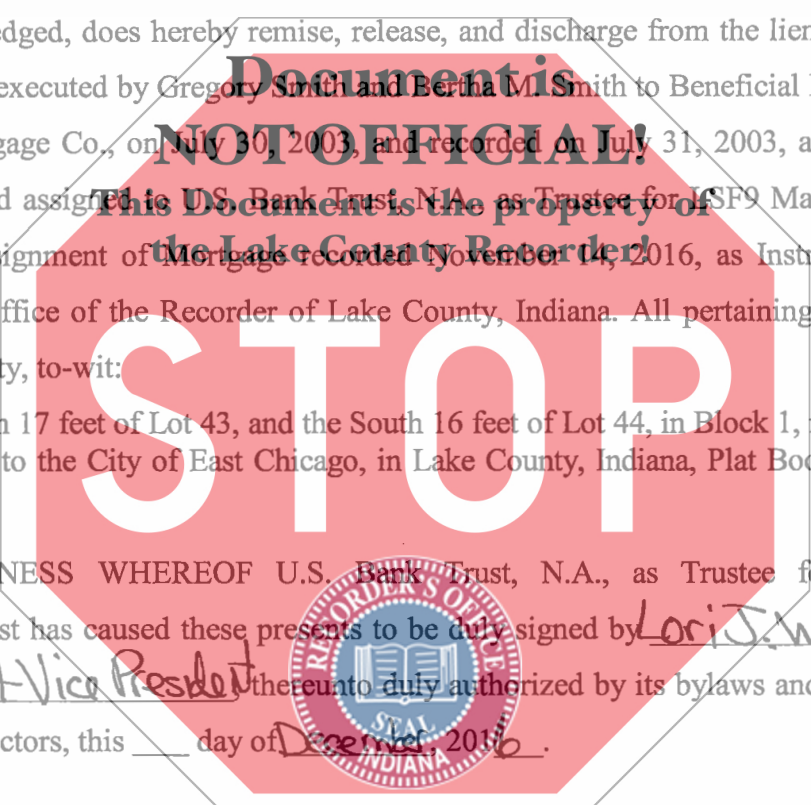 edged, does hereby remise, release, and discharge from the lien
Document is
executed by Gregory Smith and Bertha M. Smith to Beneficial
NOT OFFICIAL!
gage Co., on July 30, 2003, and recorded on July 31, 2003, a
This Document is the property of
d assigned to U.S. Bank Trust, N.A., as Trustee for LSF9 Ma
the Lake County Recorder!
ignment of Mortgage recorded November 14, 2016, as Inst
ffice of the Recorder of Lake County, Indiana. All pertaining
ty, to-wit:
STOP
h 17 feet of Lot 43, and the South 16 feet of Lot 44, in Block 1,
to the City of East Chicago, in Lake County, Indiana, Plat Boo
NESS WHEREOF U.S. Bank Trust, N.A., as Trustee f
RECORDER'S OFFICE
st has caused these presents to be duly signed by Lori J.
Vice President thereunto duly authorized by its bylaws and
SEAL
ctors, this ___ day of December, 2016.
INDIANA